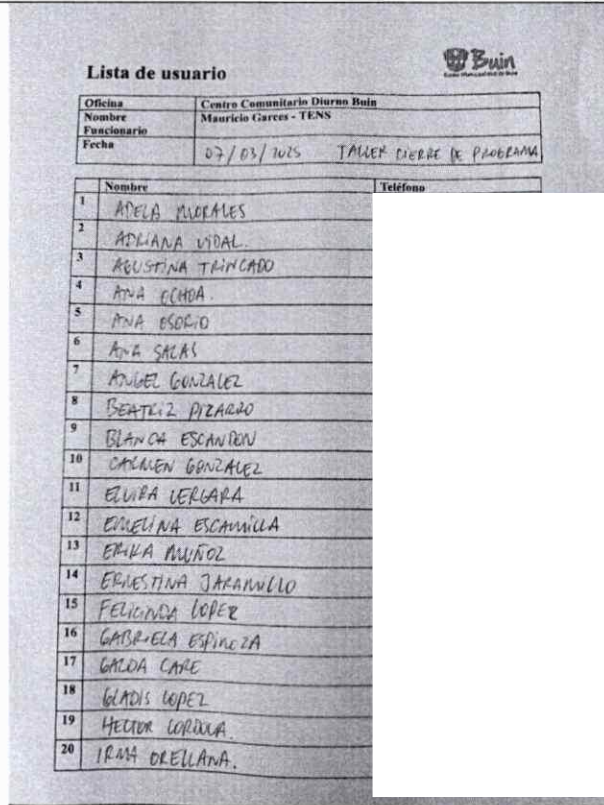 Buin
Lista de usuario
Oficina Centro Comunitario Diurno Buin
Nombre Funcionario Mauricio Garces - TENS
Fecha 07/03/2025 TALLER CIERRE DE PROGRAMA
Nombre Teléfono
1 ADELA MORALES
2 ADRIANA VIDAL.
3 AGUSTINA TRINCADO
4 ANA OCHOA.
5 ANA OSORIO
6 ANA SALAS
7 ANGEL GONZALEZ
8 BEATRIZ PIZARRO
9 BLANCA ESCANDON
10 CARMEN GONZALEZ
11 ELVIRA VERGARA
12 EMELINA ESCAMILLA
13 ERIKA MUÑOZ
14 ERNESTINA JARAMILLO
15 FELICINDA LOPEZ
16 GABRIELA ESPINOZA
17 CARE
18 GLADIS LOPEZ
19 HECTOR CORDOVA.
20 IRMA ORELLANA.